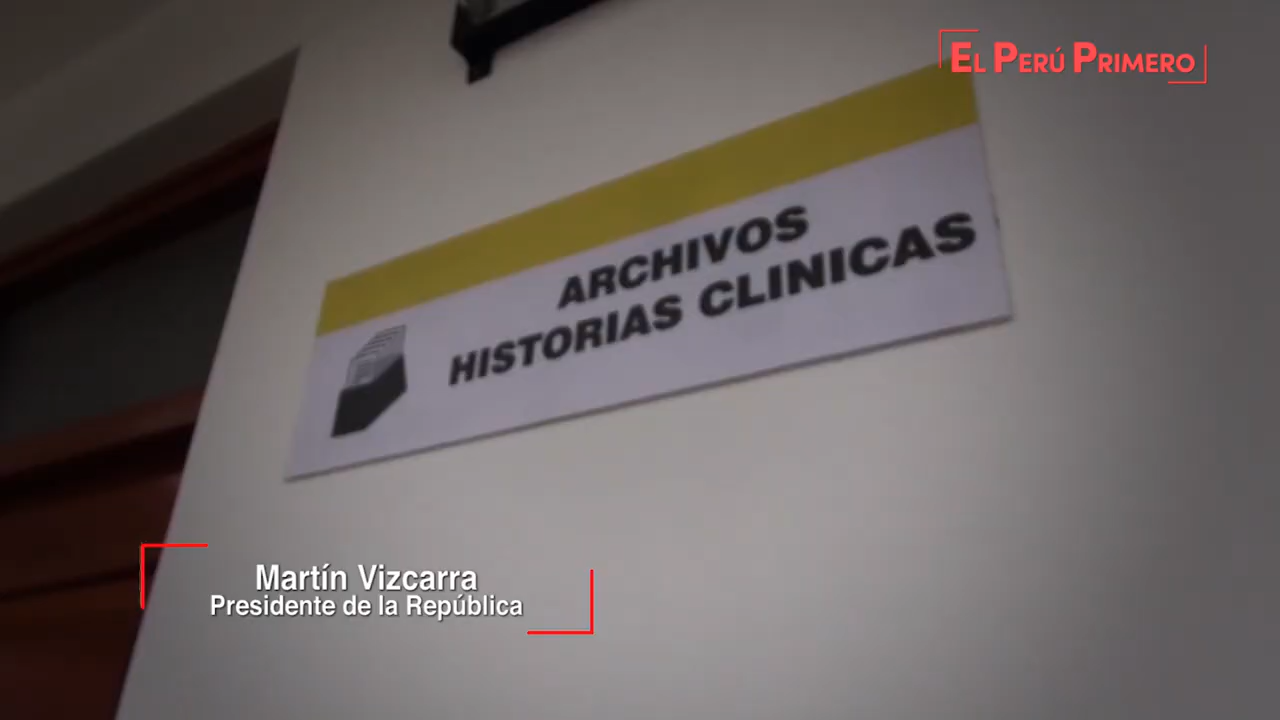 EL PERÚ PRIMERO
ARCHIVOS
HISTORIAS CLINICAS
Martín Vizcarra
Presidente de la República